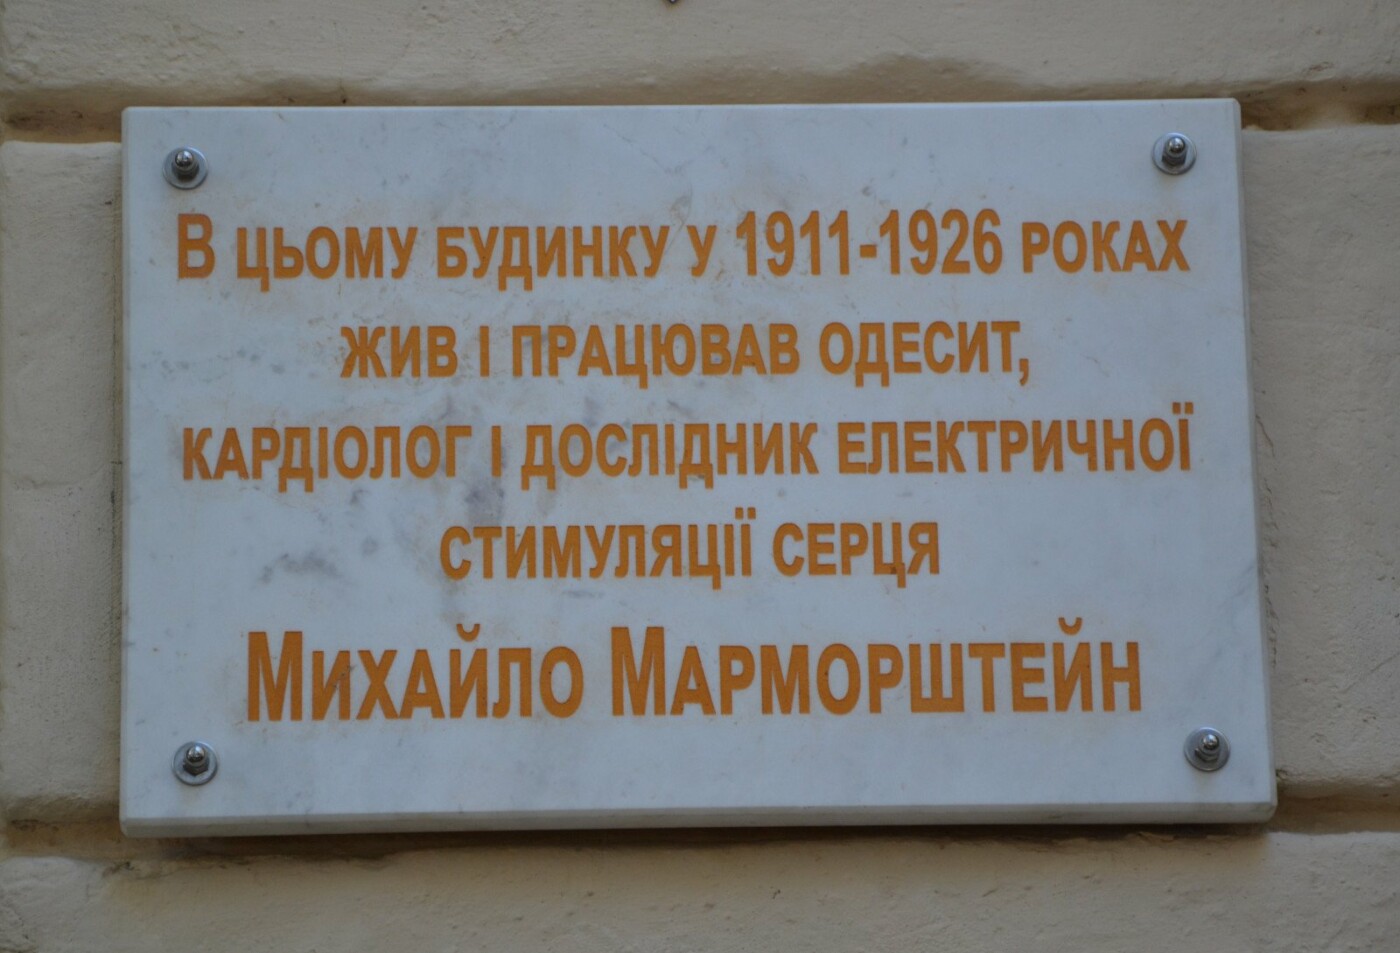 В ЦЬОМУ БУДИНКУ У 1911-1926 РОКАХ
ЖИВ І ПРАЦЮВАВ ОДЕСИТ,
КАРДІОЛОГ І ДОСЛІДНИК ЕЛЕКТРИЧНОЇ
СТИМУЛЯЦІЇ СЕРЦЯ
МИХАЙЛО МАРМОРШТЕЙН